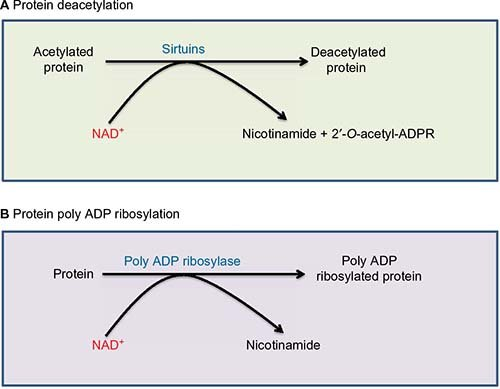 A Protein deacetylation
Acetylated
protein
Sirtuins
Deacetylated
protein
NAD⁺
Nicotinamide + 2′-O-acetyl-ADPR
B Protein poly ADP ribosylation
Protein
Poly ADP ribosylase
Poly ADP
ribosylated protein
NAD⁺
Nicotinamide